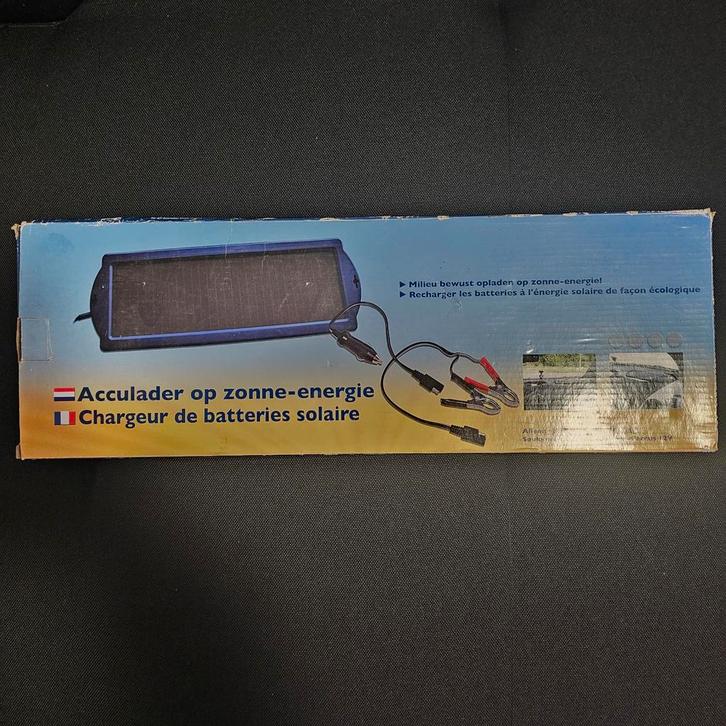 ▶ Milieu bewust opladen op zonne-energie!
▶ Recharger les batteries à l'énergie solaire de façon écologique
Acculader op zonne-energie
Chargeur de batteries solaire
12V